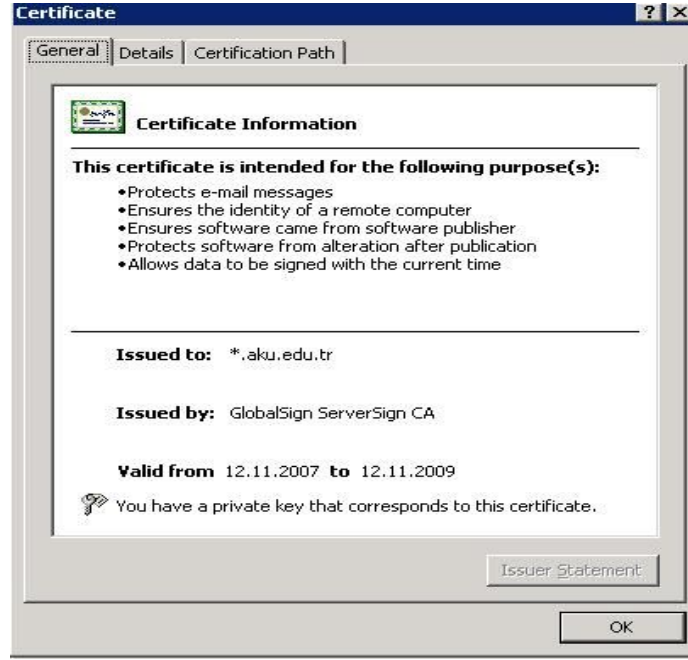 Certificate
General Details Certification Path
Certificate Information
This certificate is intended for the following purpose(s):
•Protects e-mail messages
•Ensures the identity of a remote computer
•Ensures software came from software publisher
•Protects software from alteration after publication
•Allows data to be signed with the current time
Issued to: *.aku.edu.tr
Issued by: GlobalSign ServerSign CA
Valid from 12.11.2007 to 12.11.2009
You have a private key that corresponds to this certificate.
Issuer Statement
OK